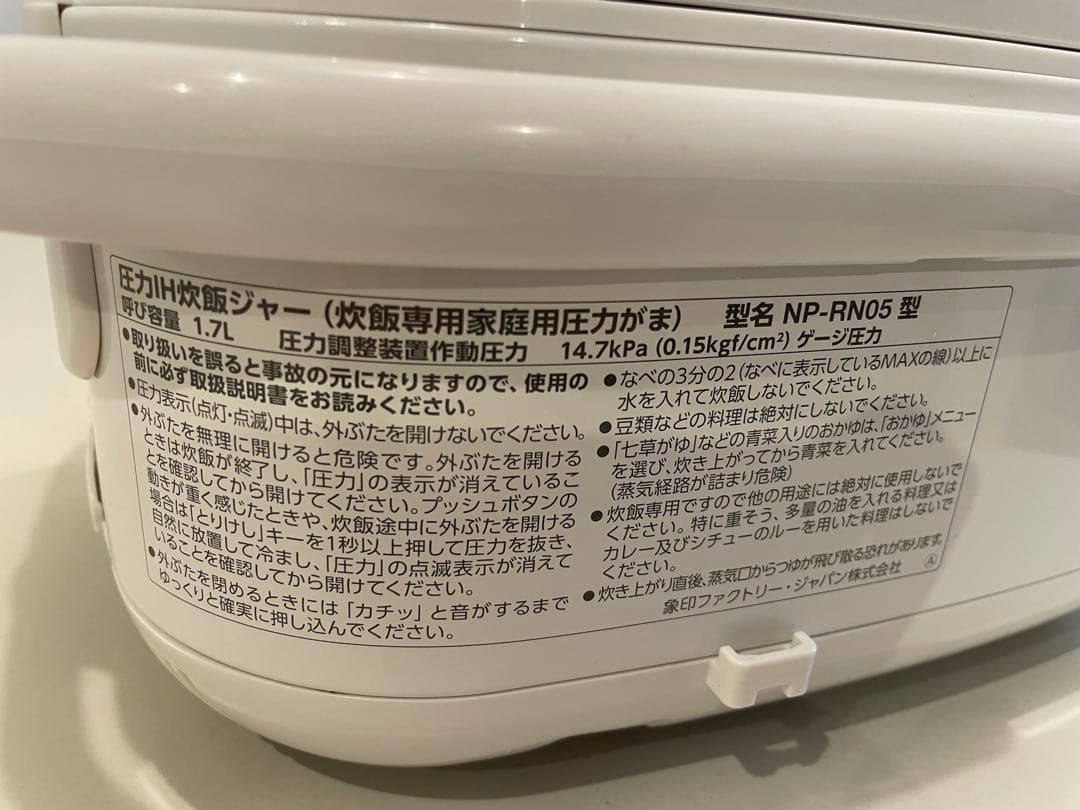 圧力IH炊飯ジャー（炊飯専用家庭用圧力がま） 型名 NP-RN05 型
呼び容量 1.7L 圧力調整装置作動圧力 14.7kPa (0.15kgf/cm²) ゲージ圧力
●取り扱いを誤ると事故の元になりますので、使用の
前に必ず取扱説明書をお読みください。
●圧力表示(点灯・点滅)中は、外ぶたを開けないでください。
●外ぶたを無理に開けると危険です。外ぶたを開ける
ときは炊飯が終了し、「圧力」の表示が消えているこ
とを確認してから開けてください。プッシュボタンの
動きが重く感じたときや、炊飯途中に外ぶたを開ける
場合は「とりけし」キーを1秒以上押して圧力を抜き、
自然に放置して冷まし、「圧力」の点滅表示が消えて
いることを確認してから開けてください。
●外ぶたを閉めるときには「カチッ」と音がするまで
ゆっくりと確実に押し込んでください。
●なべの3分の2(なべに表示しているMAXの線)以上に
水を入れて炊飯しないでください。
●豆類などの料理は絶対にしないでください。
●「七草がゆ」などの青菜入りのおかゆは、「おかゆ」メニュー
を選び、炊き上がってから青菜を入れてください。
(蒸気経路が詰まり危険)
●炊飯専用ですので他の用途には絶対に使用しないで
ください。特に重そう、多量の油を入れる料理又は
カレー及びシチューのルーを用いた料理はしないで
ください。
●炊き上がり直後、蒸気口からつゆが飛び散る恐れがあります。
象印ファクトリー・ジャパン株式会社 Ⓐ